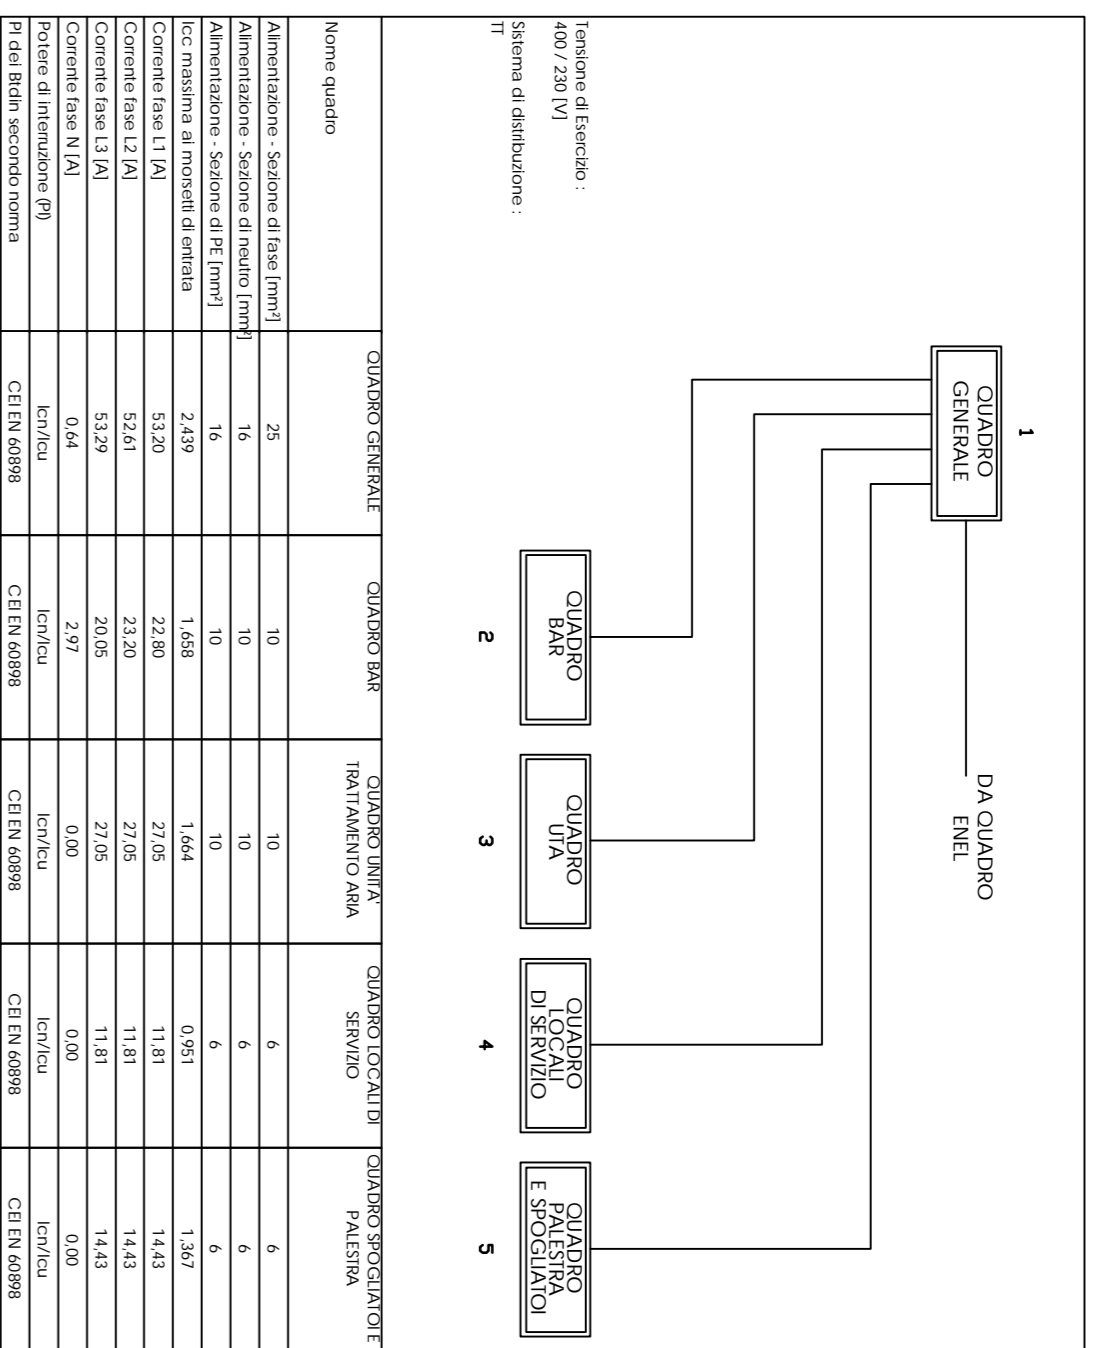 1
QUADRO
GENERALE
DA QUADRO
ENEL
Tensione di Esercizio :
400 / 230 [V]
Sistema di distribuzione :
TT
QUADRO
BAR
2
QUADRO
UTA
3
QUADRO
LOCALI
DI SERVIZIO
4
QUADRO
PALESTRA
E SPOGLIATOI
5
Nome quadro
QUADRO GENERALE
QUADRO BAR
QUADRO UNITA'
TRATTAMENTO ARIA
QUADRO LOCALI DI
SERVIZIO
QUADRO SPOGLIATOI E
PALESTRA
Alimentazione - Sezione di fase [mm²] 25 10 10 6 6
Alimentazione - Sezione di neutro [mm²] 16 10 10 6 6
Alimentazione - Sezione di PE [mm²] 16 10 10 6 6
Icc massima ai morsetti di entrata 2,439 1,658 1,664 0,951 1,367
Corrente fase L1 [A] 53,20 22,80 27,05 11,81 14,43
Corrente fase L2 [A] 52,61 23,20 27,05 11,81 14,43
Corrente fase L3 [A] 53,29 20,05 27,05 11,81 14,43
Corrente fase N [A] 0,64 2,97 0,00 0,00 0,00
Potere di interruzione (PI) Icn/Icu Icn/Icu Icn/Icu Icn/Icu Icn/Icu
PI dei Btdin secondo norma CEI EN 60898 CEI EN 60898 CEI EN 60898 CEI EN 60898 CEI EN 60898